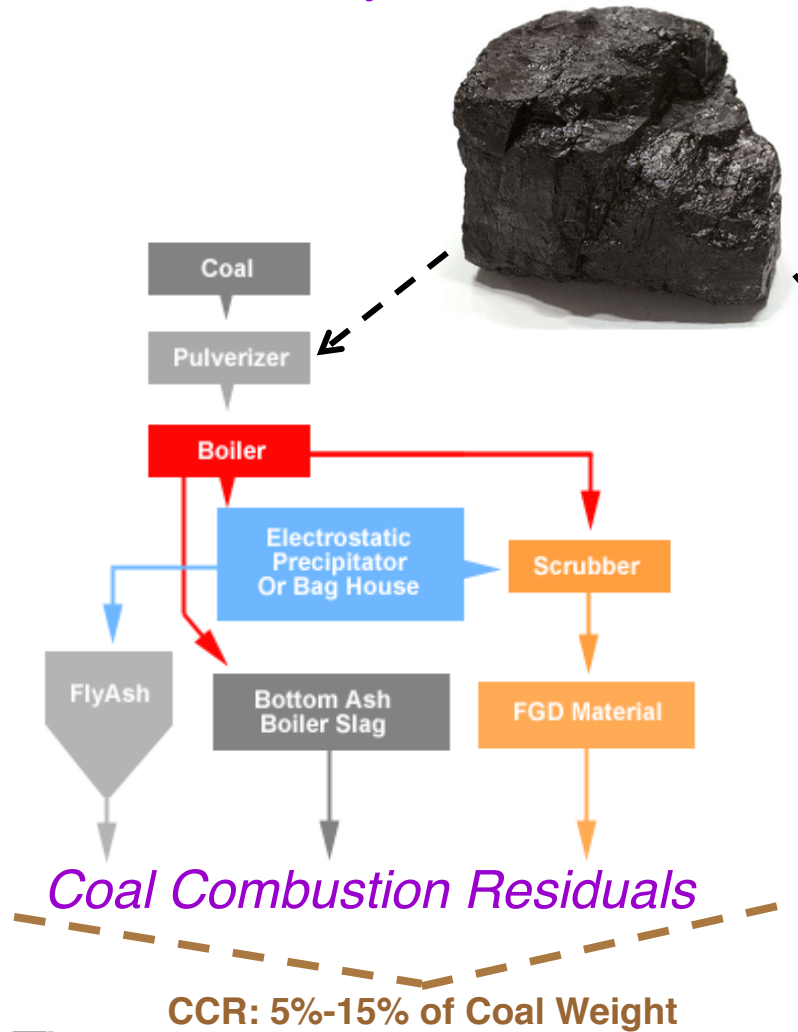 Coal
Pulverizer
Boiler
Electrostatic
Precipitator
Or Bag House
Scrubber
FlyAsh
Bottom Ash
Boiler Slag
FGD Material
Coal Combustion Residuals
CCR: 5%-15% of Coal Weight